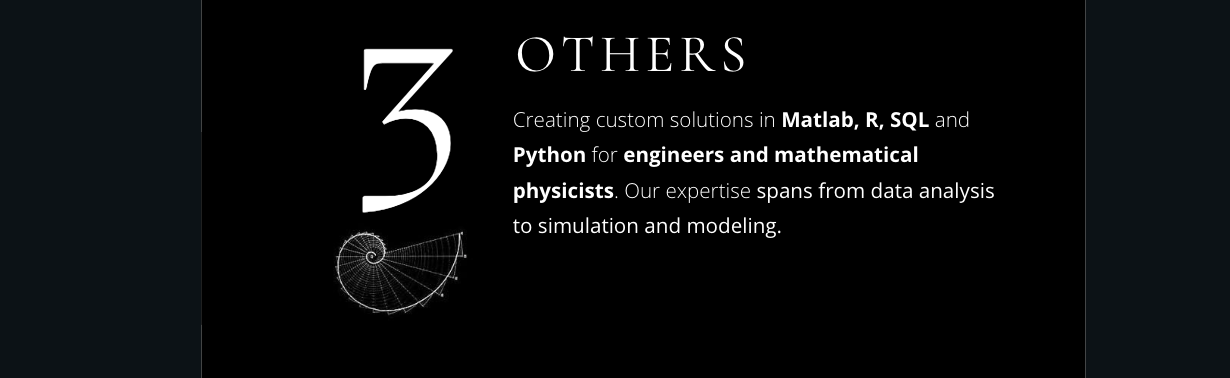 3
OTHERS
Creating custom solutions in Matlab, R, SQL and
Python for engineers and mathematical
physicists. Our expertise spans from data analysis
to simulation and modeling.